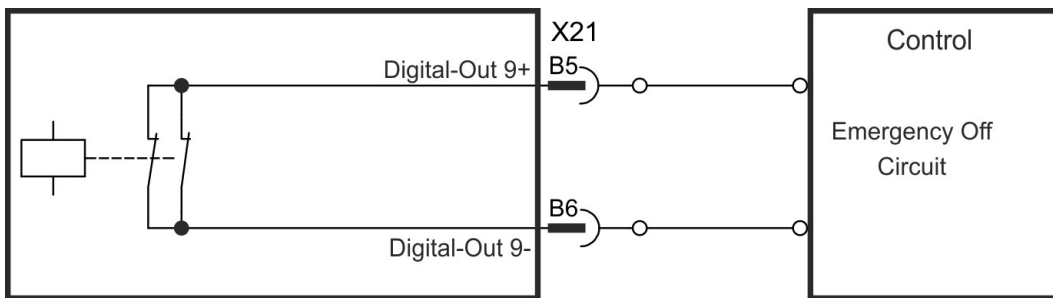 X21
Control
Digital-Out 9+
B5
Emergency Off
Circuit
B6
Digital-Out 9-